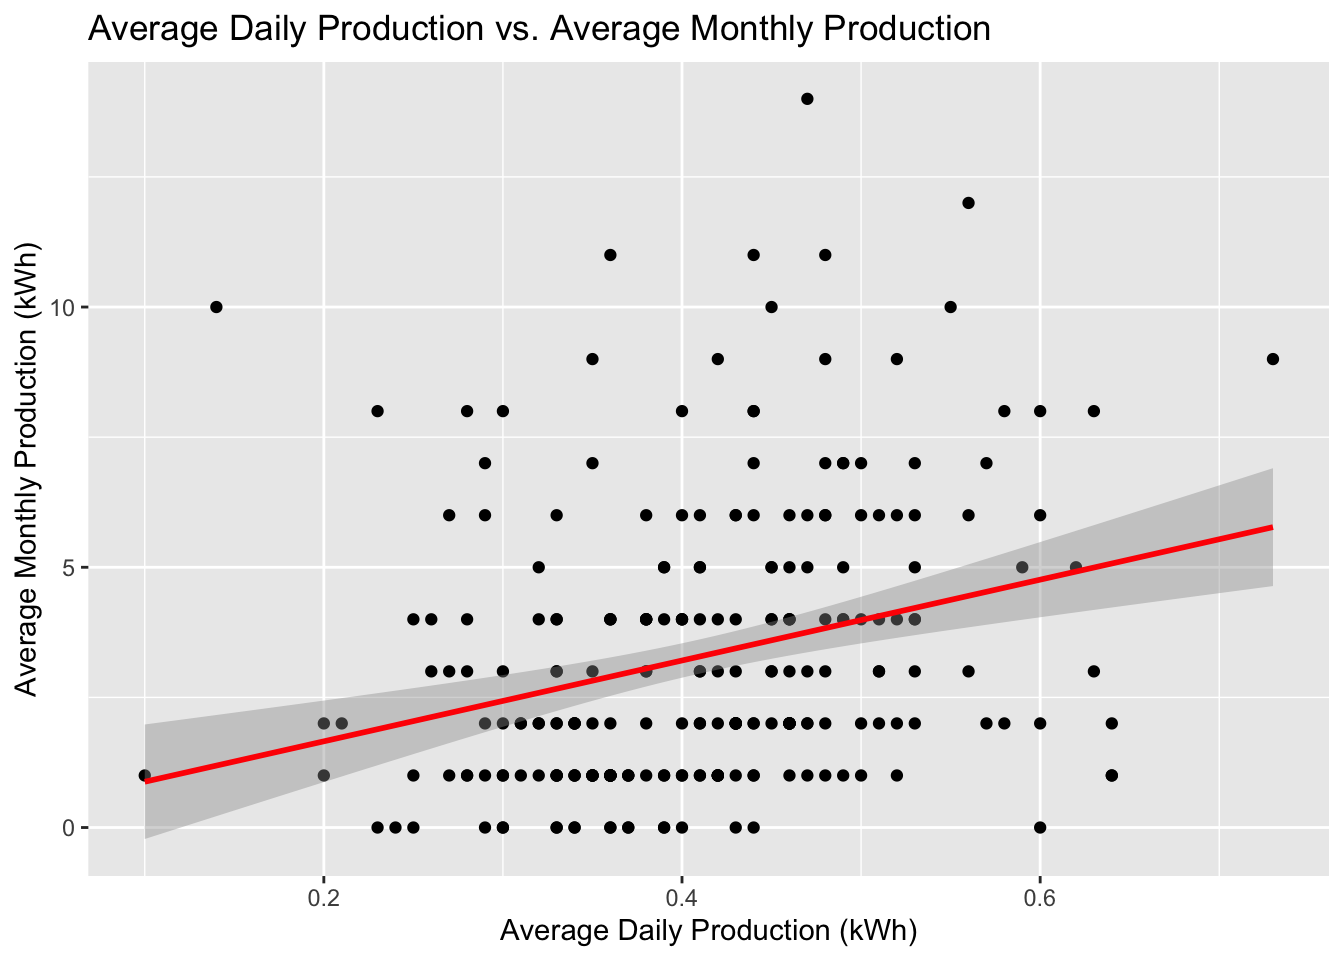 Average Daily Production vs. Average Monthly Production
Average Monthly Production (kWh)
10
5
0
0.2
0.4
0.6
Average Daily Production (kWh)